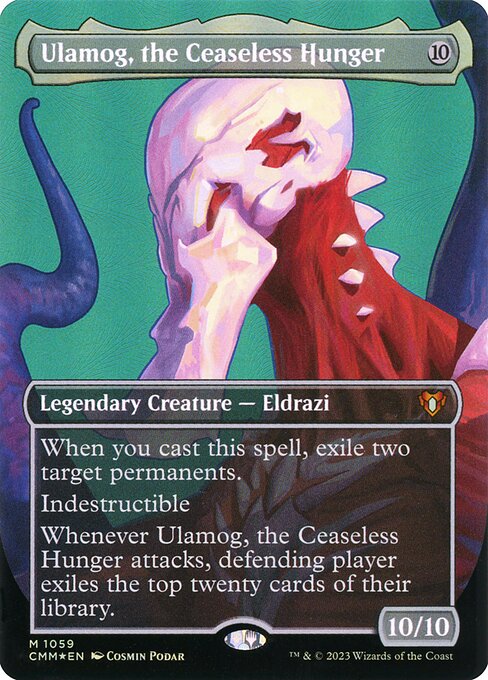 Ulamog, the Ceaseless Hunger 10
Legendary Creature — Eldrazi
When you cast this spell, exile two
target permanents.
Indestructible
Whenever Ulamog, the Ceaseless
Hunger attacks, defending player
exiles the top twenty cards of their
library.
10/10
M 1059
CMM★EN Cosmin Podar
™ & © 2023 Wizards of the Coast